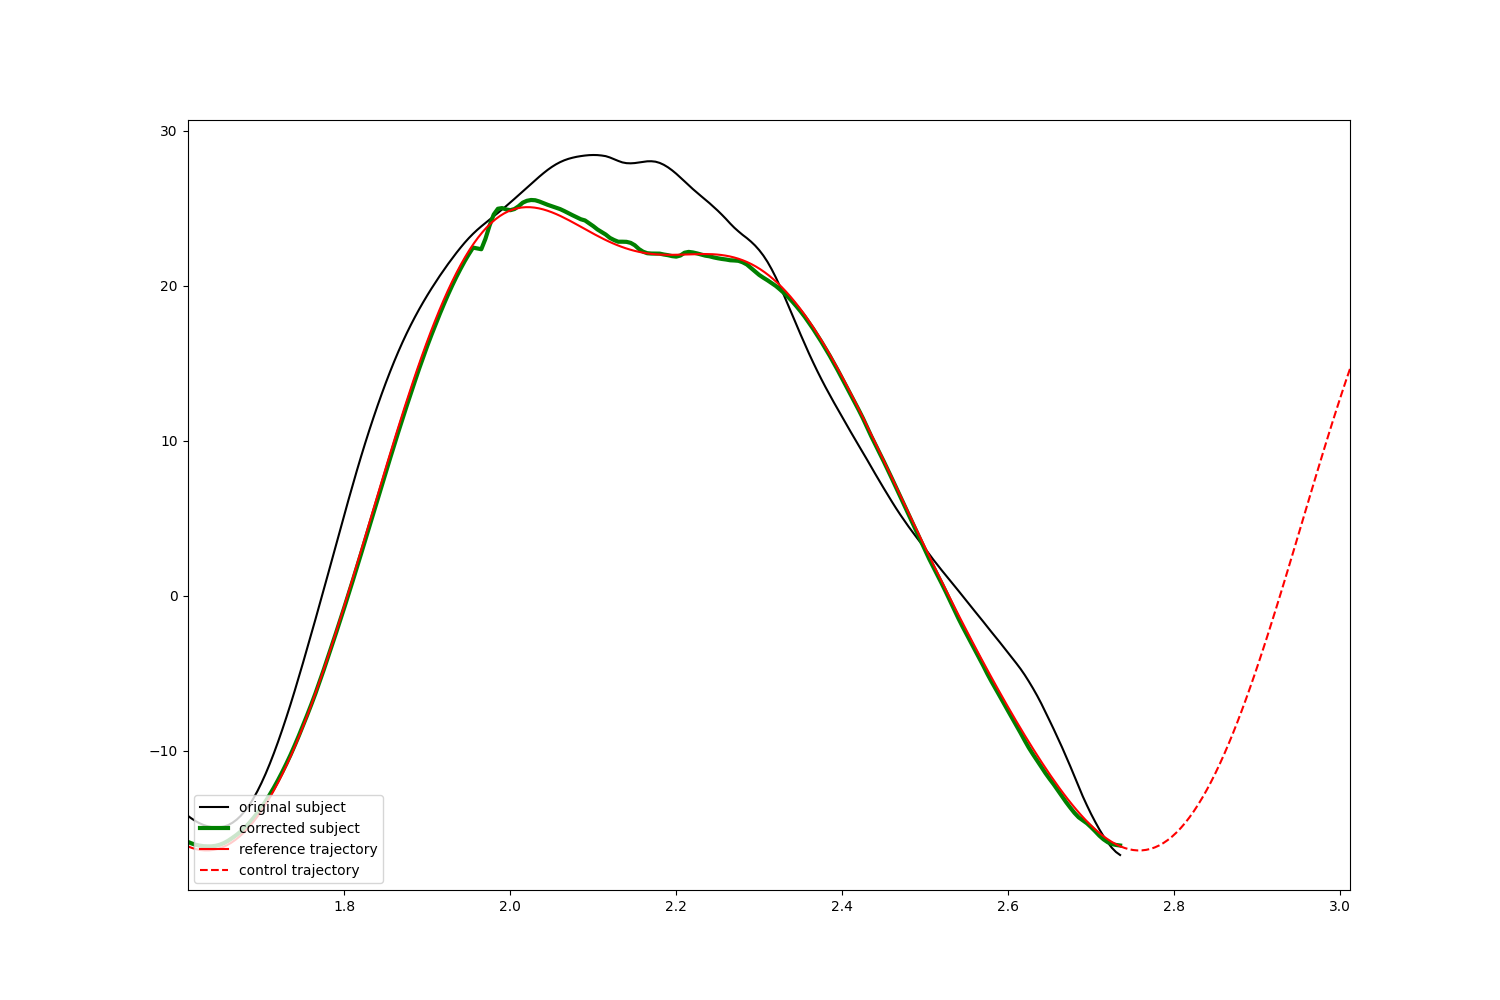 30
20
10
0
−10
original subject
corrected subject
reference trajectory
control trajectory
1.8 2.0 2.2 2.4 2.6 2.8 3.0